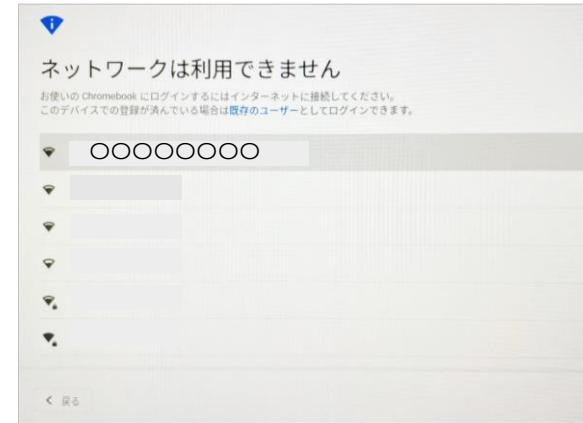 ネットワークは利用できません
お使いの Chromebook にログインするにはインターネットに接続してください。
このデバイスでの登録が済んでいる場合は既存のユーザーとしてログインできます。
○○○○○○○○
< 戻る